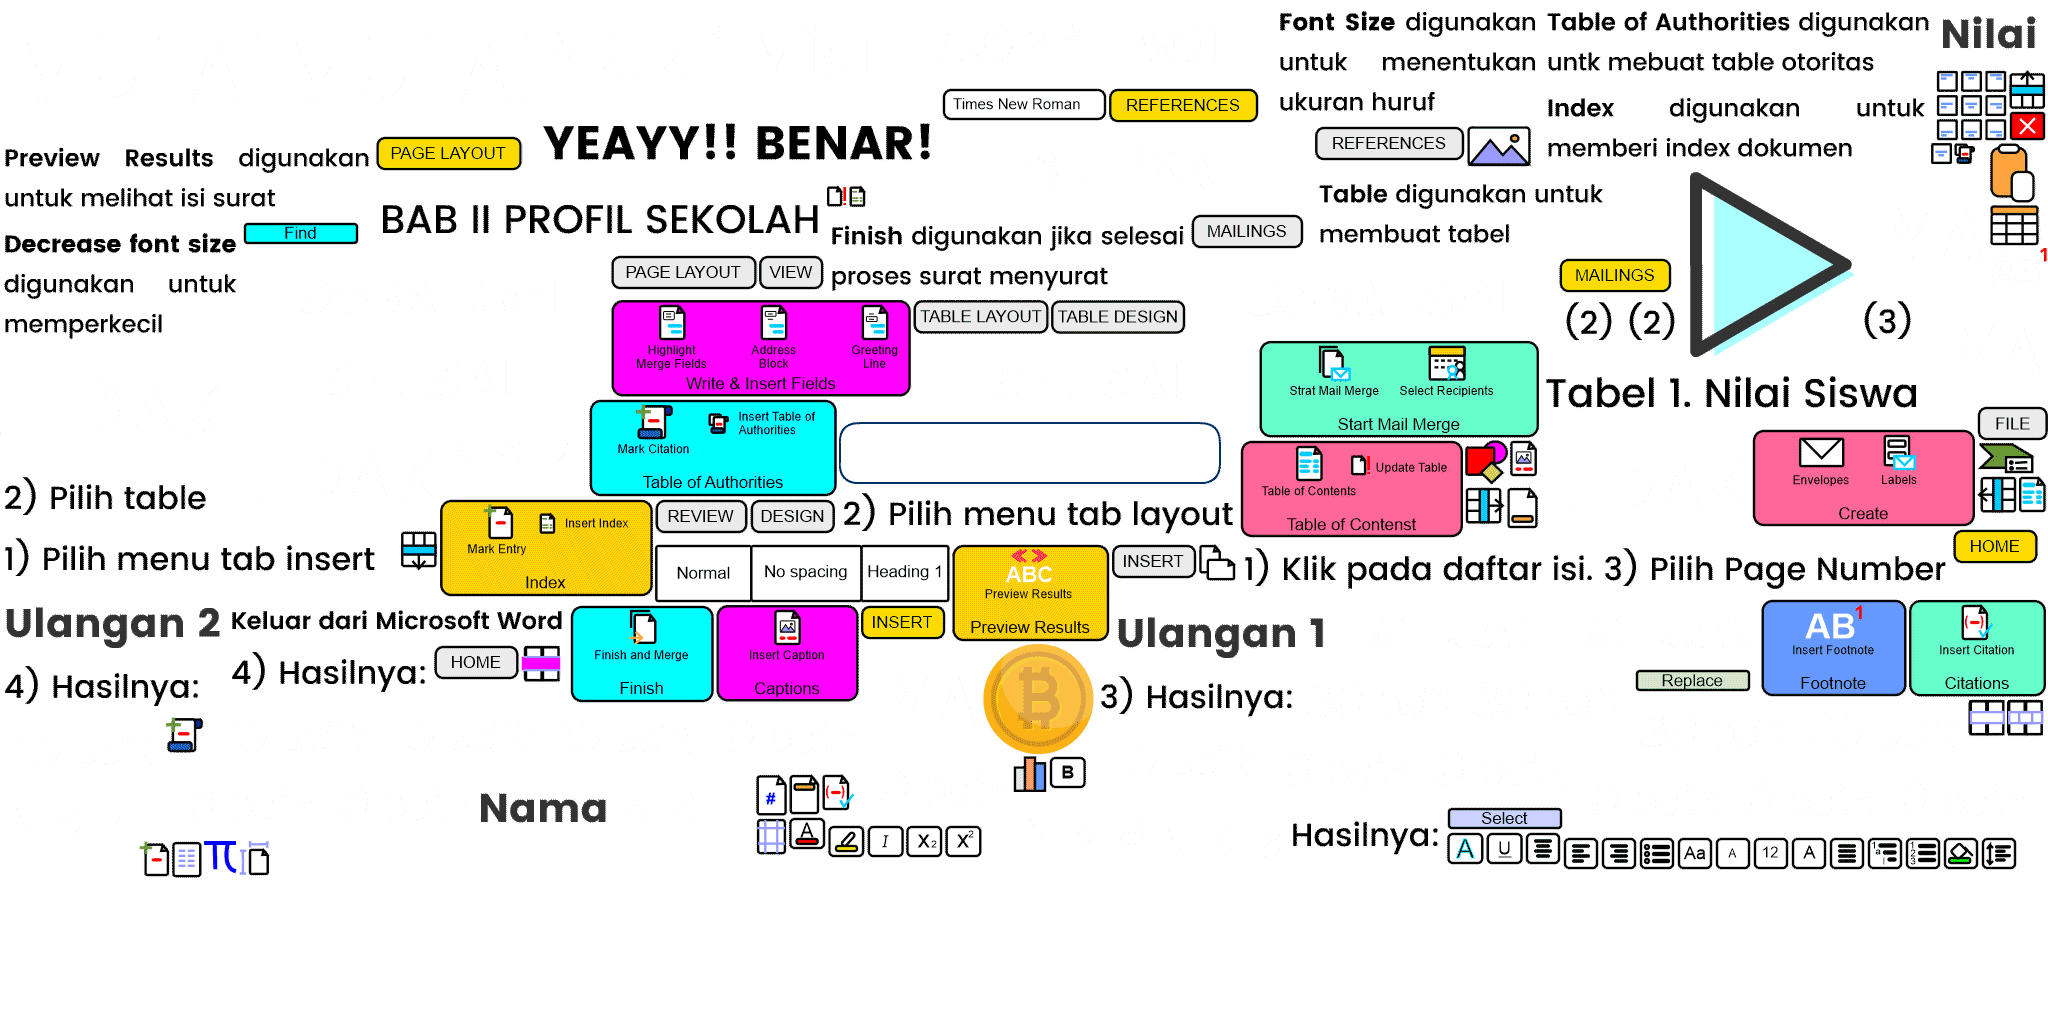 Font Size digunakan
untuk menentukan
ukuran huruf
Table of Authorities digunakan
untk mebuat table otoritas
Nilai
Index digunakan untuk
memberi index dokumen
Times New Roman
REFERENCES
YEAYY!! BENAR!
REFERENCES
Preview Results digunakan
untuk melihat isi surat
PAGE LAYOUT
Decrease font size
digunakan untuk
memperkecil
Find
BAB II PROFIL SEKOLAH
Finish digunakan jika selesai
proses surat menyurat
MAILINGS
Table digunakan untuk
membuat tabel
1
PAGE LAYOUT
VIEW
MAILINGS
(2)
(2)
(3)
Highlight
Merge Fields
Address
Block
Greeting
Line
Write & Insert Fields
TABLE LAYOUT
TABLE DESIGN
Strat Mail Merge
Select Recipients
Start Mail Merge
Tabel 1. Nilai Siswa
Mark Citation
Insert Table of
Authorities
Table of Authorities
FILE
Table of Contents
Update Table
Table of Contenst
Envelopes
Labels
Create
2) Pilih table
1) Pilih menu tab insert
Mark Entry
Insert Index
Index
REVIEW
DESIGN
2) Pilih menu tab layout
Normal
No spacing
Heading 1
ABC
Preview Results
Preview Results
INSERT
1) Klik pada daftar isi.
3) Pilih Page Number
HOME
Ulangan 2
Keluar dari Microsoft Word
4) Hasilnya:
4) Hasilnya:
HOME
Finish and Merge
Finish
Insert Caption
Captions
INSERT
Ulangan 1
3) Hasilnya:
Replace
AB1
Insert Footnote
Footnote
Insert Citation
Citations
B
Nama
#
A
I
X2
X2
π
Hasilnya:
Select
A
U
Aa
A
12
A
1
a
i
1
2
3